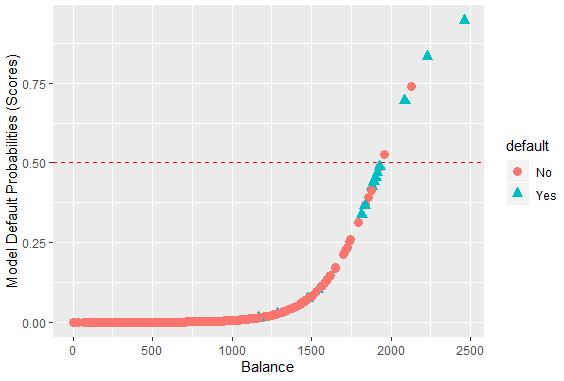 Model Default Probabilities (Scores)
0.75
0.50
0.25
0.00
0
500
1000
1500
2000
2500
Balance
default
No
Yes